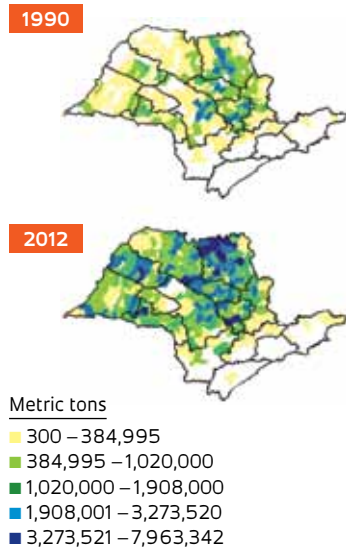 1990
2012
Metric tons
300 – 384,995
384,995 – 1,020,000
1,020,000 – 1,908,000
1,908,001 – 3,273,520
3,273,521 – 7,963,342